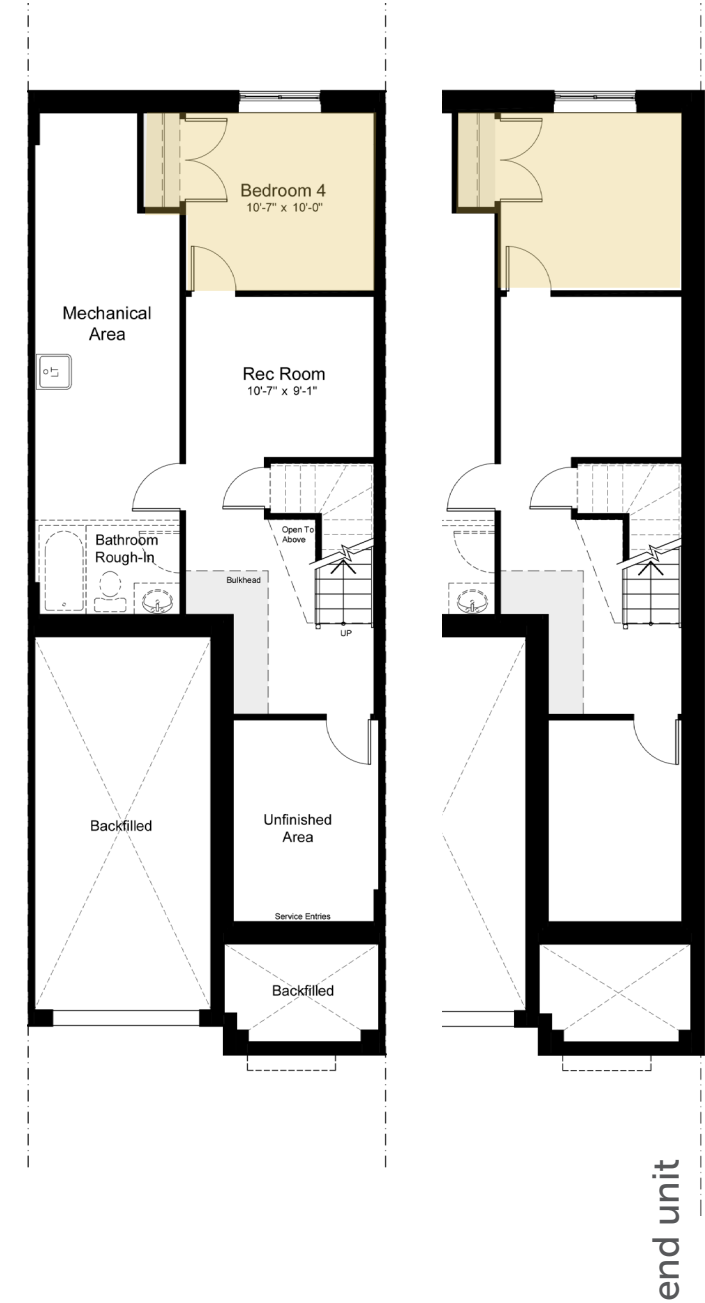 Bedroom 4
10'-7" x 10'-0"
Mechanical
Area
LT
Rec Room
10'-7" x 9'-1"
Open To
Above
Bathroom
Rough-In
Bulkhead
UP
Backfilled
Unfinished
Area
Service Entries
Backfilled
end unit